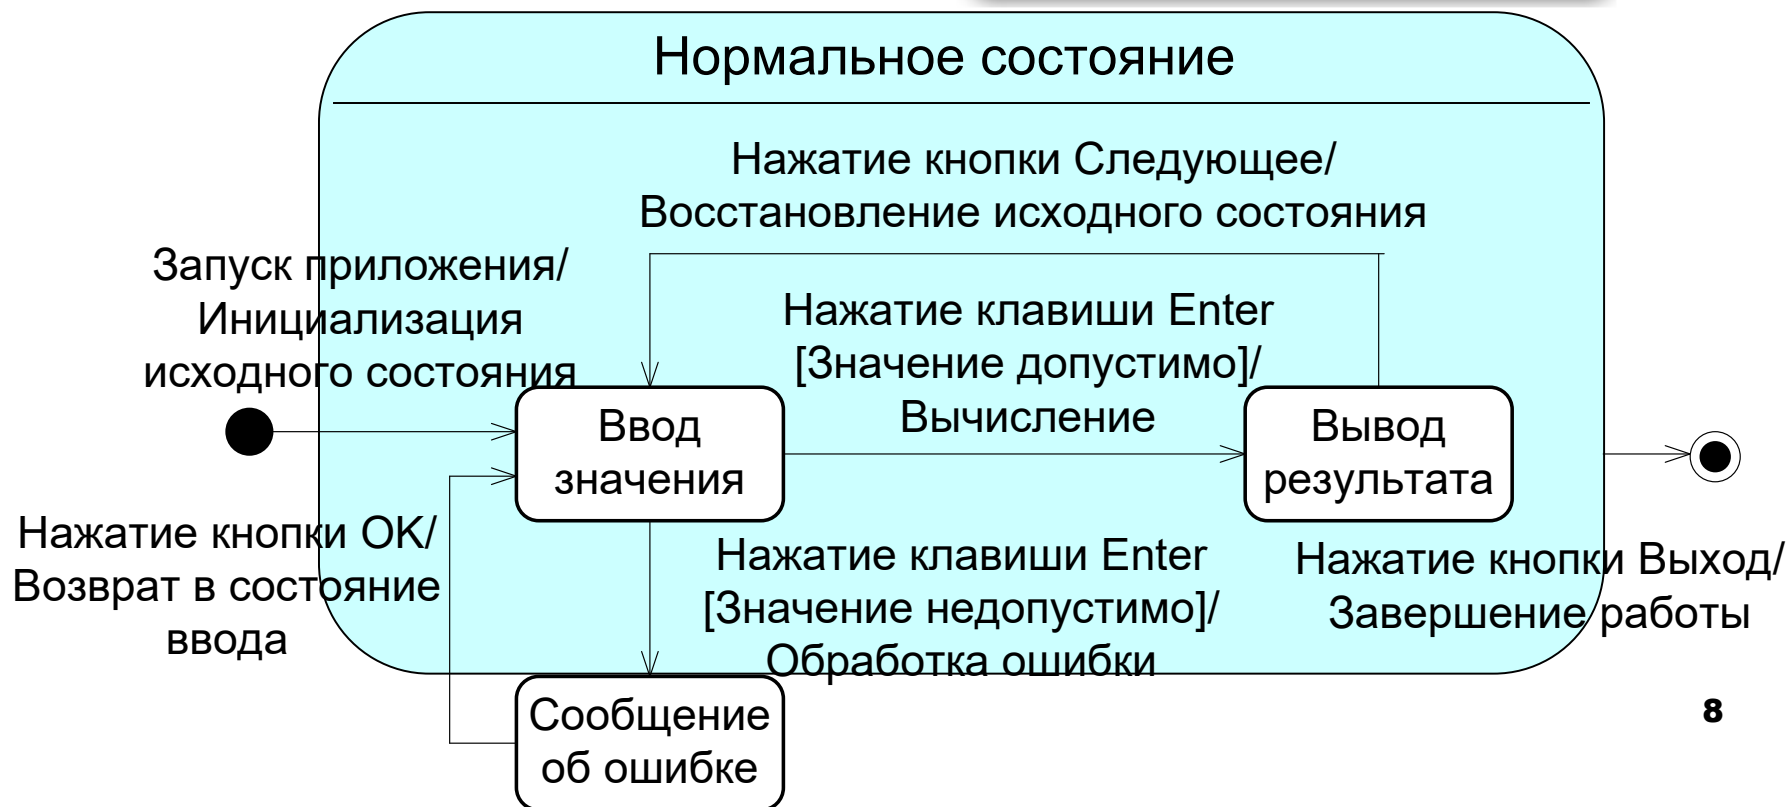 Нормальное состояние
Нажатие кнопки Следующее/
Восстановление исходного состояния
Запуск приложения/
Инициализация
исходного состояния
Нажатие клавиши Enter
[Значение допустимо]/
Вычисление
Ввод
значения
Вывод
результата
Нажатие кнопки OK/
Возврат в состояние
ввода
Нажатие клавиши Enter
[Значение недопустимо]/
Обработка ошибки
Нажатие кнопки Выход/
Завершение работы
Сообщение
об ошибке
8